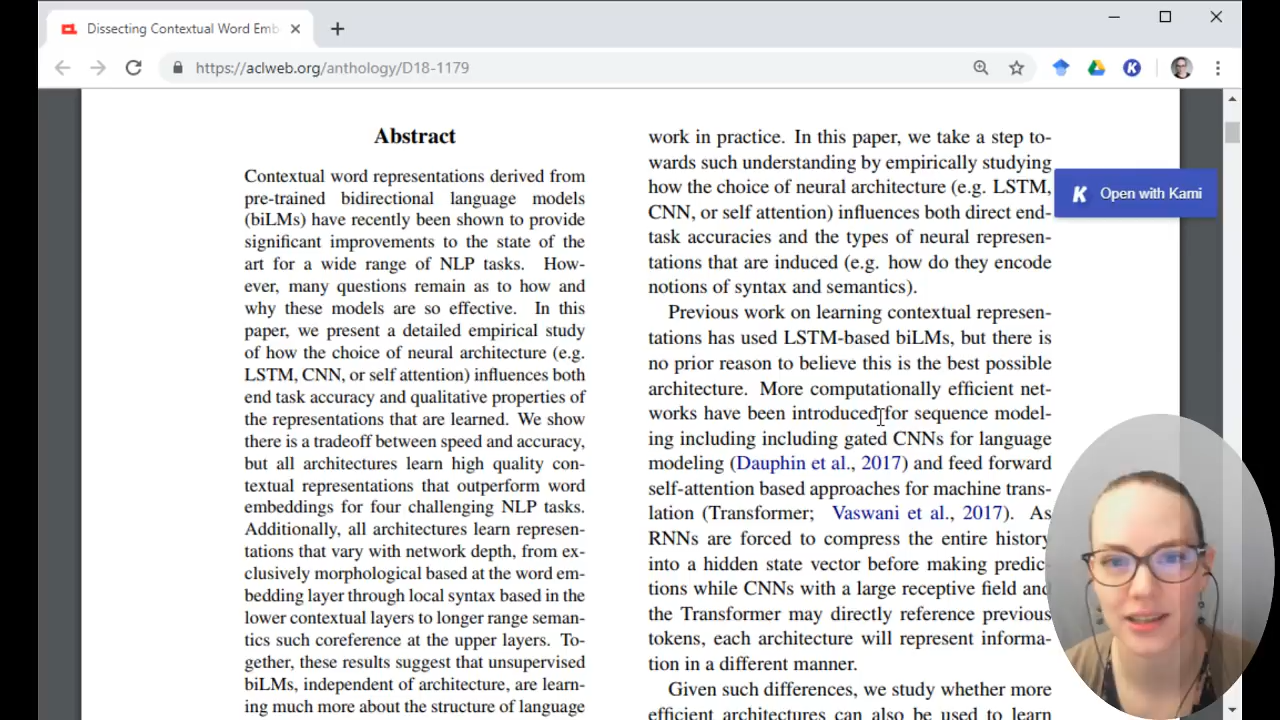 Dissecting Contextual Word Emb
https://aclweb.org/anthology/D18-1179
K
K Open with Kami
Abstract
Contextual word representations derived from
pre-trained bidirectional language models
(biLMs) have recently been shown to provide
significant improvements to the state of the
art for a wide range of NLP tasks. How-
ever, many questions remain as to how and
why these models are so effective. In this
paper, we present a detailed empirical study
of how the choice of neural architecture (e.g.
LSTM, CNN, or self attention) influences both
end task accuracy and qualitative properties of
the representations that are learned. We show
there is a tradeoff between speed and accuracy,
but all architectures learn high quality con-
textual representations that outperform word
embeddings for four challenging NLP tasks.
Additionally, all architectures learn represen-
tations that vary with network depth, from ex-
clusively morphological based at the word em-
bedding layer through local syntax based in the
lower contextual layers to longer range seman-
tics such coreference at the upper layers. To-
gether, these results suggest that unsupervised
biLMs, independent of architecture, are learn-
ing much more about the structure of language
work in practice. In this paper, we take a step to-
wards such understanding by empirically studying
how the choice of neural architecture (e.g. LSTM,
CNN, or self attention) influences both direct end-
task accuracies and the types of neural represen-
tations that are induced (e.g. how do they encode
notions of syntax and semantics).
Previous work on learning contextual represen-
tations has used LSTM-based biLMs, but there is
no prior reason to believe this is the best possible
architecture. More computationally efficient net-
works have been introduced for sequence model-
ing including including gated CNNs for language
modeling (Dauphin et al., 2017) and feed forward
self-attention based approaches for machine trans-
lation (Transformer; Vaswani et al., 2017). As
RNNs are forced to compress the entire history
into a hidden state vector before making predic-
tions while CNNs with a large receptive field and
the Transformer may directly reference previous
tokens, each architecture will represent informa-
tion in a different manner.
Given such differences, we study whether more
efficient architectures can also be used to learn